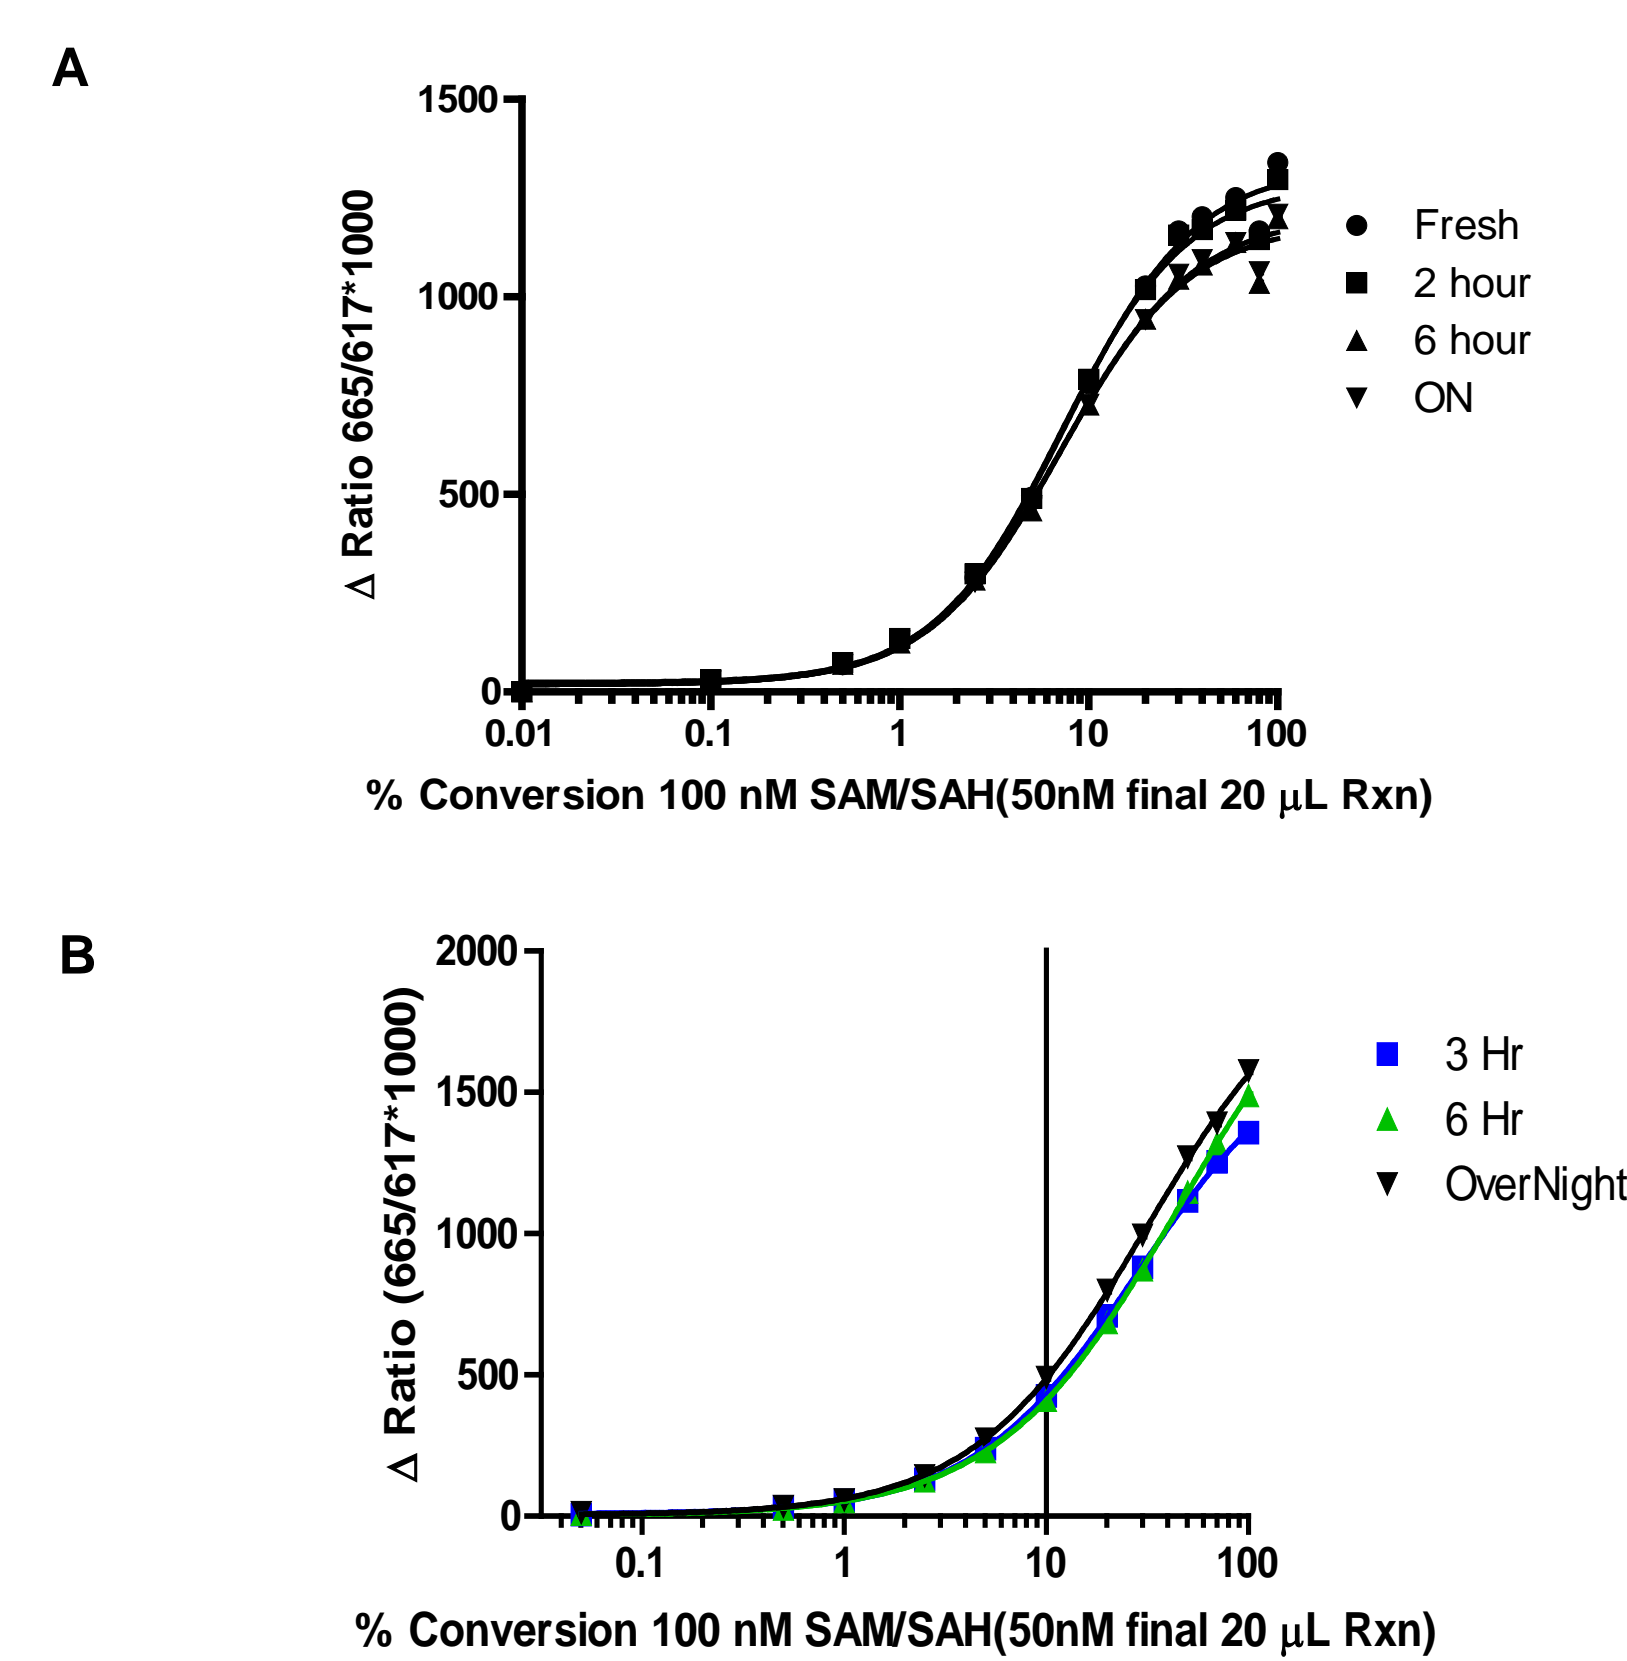 A
1500
1000
500
0
Δ Ratio 665/617*1000
0.01 0.1 1 10 100
% Conversion 100 nM SAM/SAH(50nM final 20 μL Rxn)
Fresh
2 hour
6 hour
ON
B
2000
1500
1000
500
0
Δ Ratio (665/617*1000)
0.1 1 10 100
% Conversion 100 nM SAM/SAH(50nM final 20 μL Rxn)
3 Hr
6 Hr
OverNight